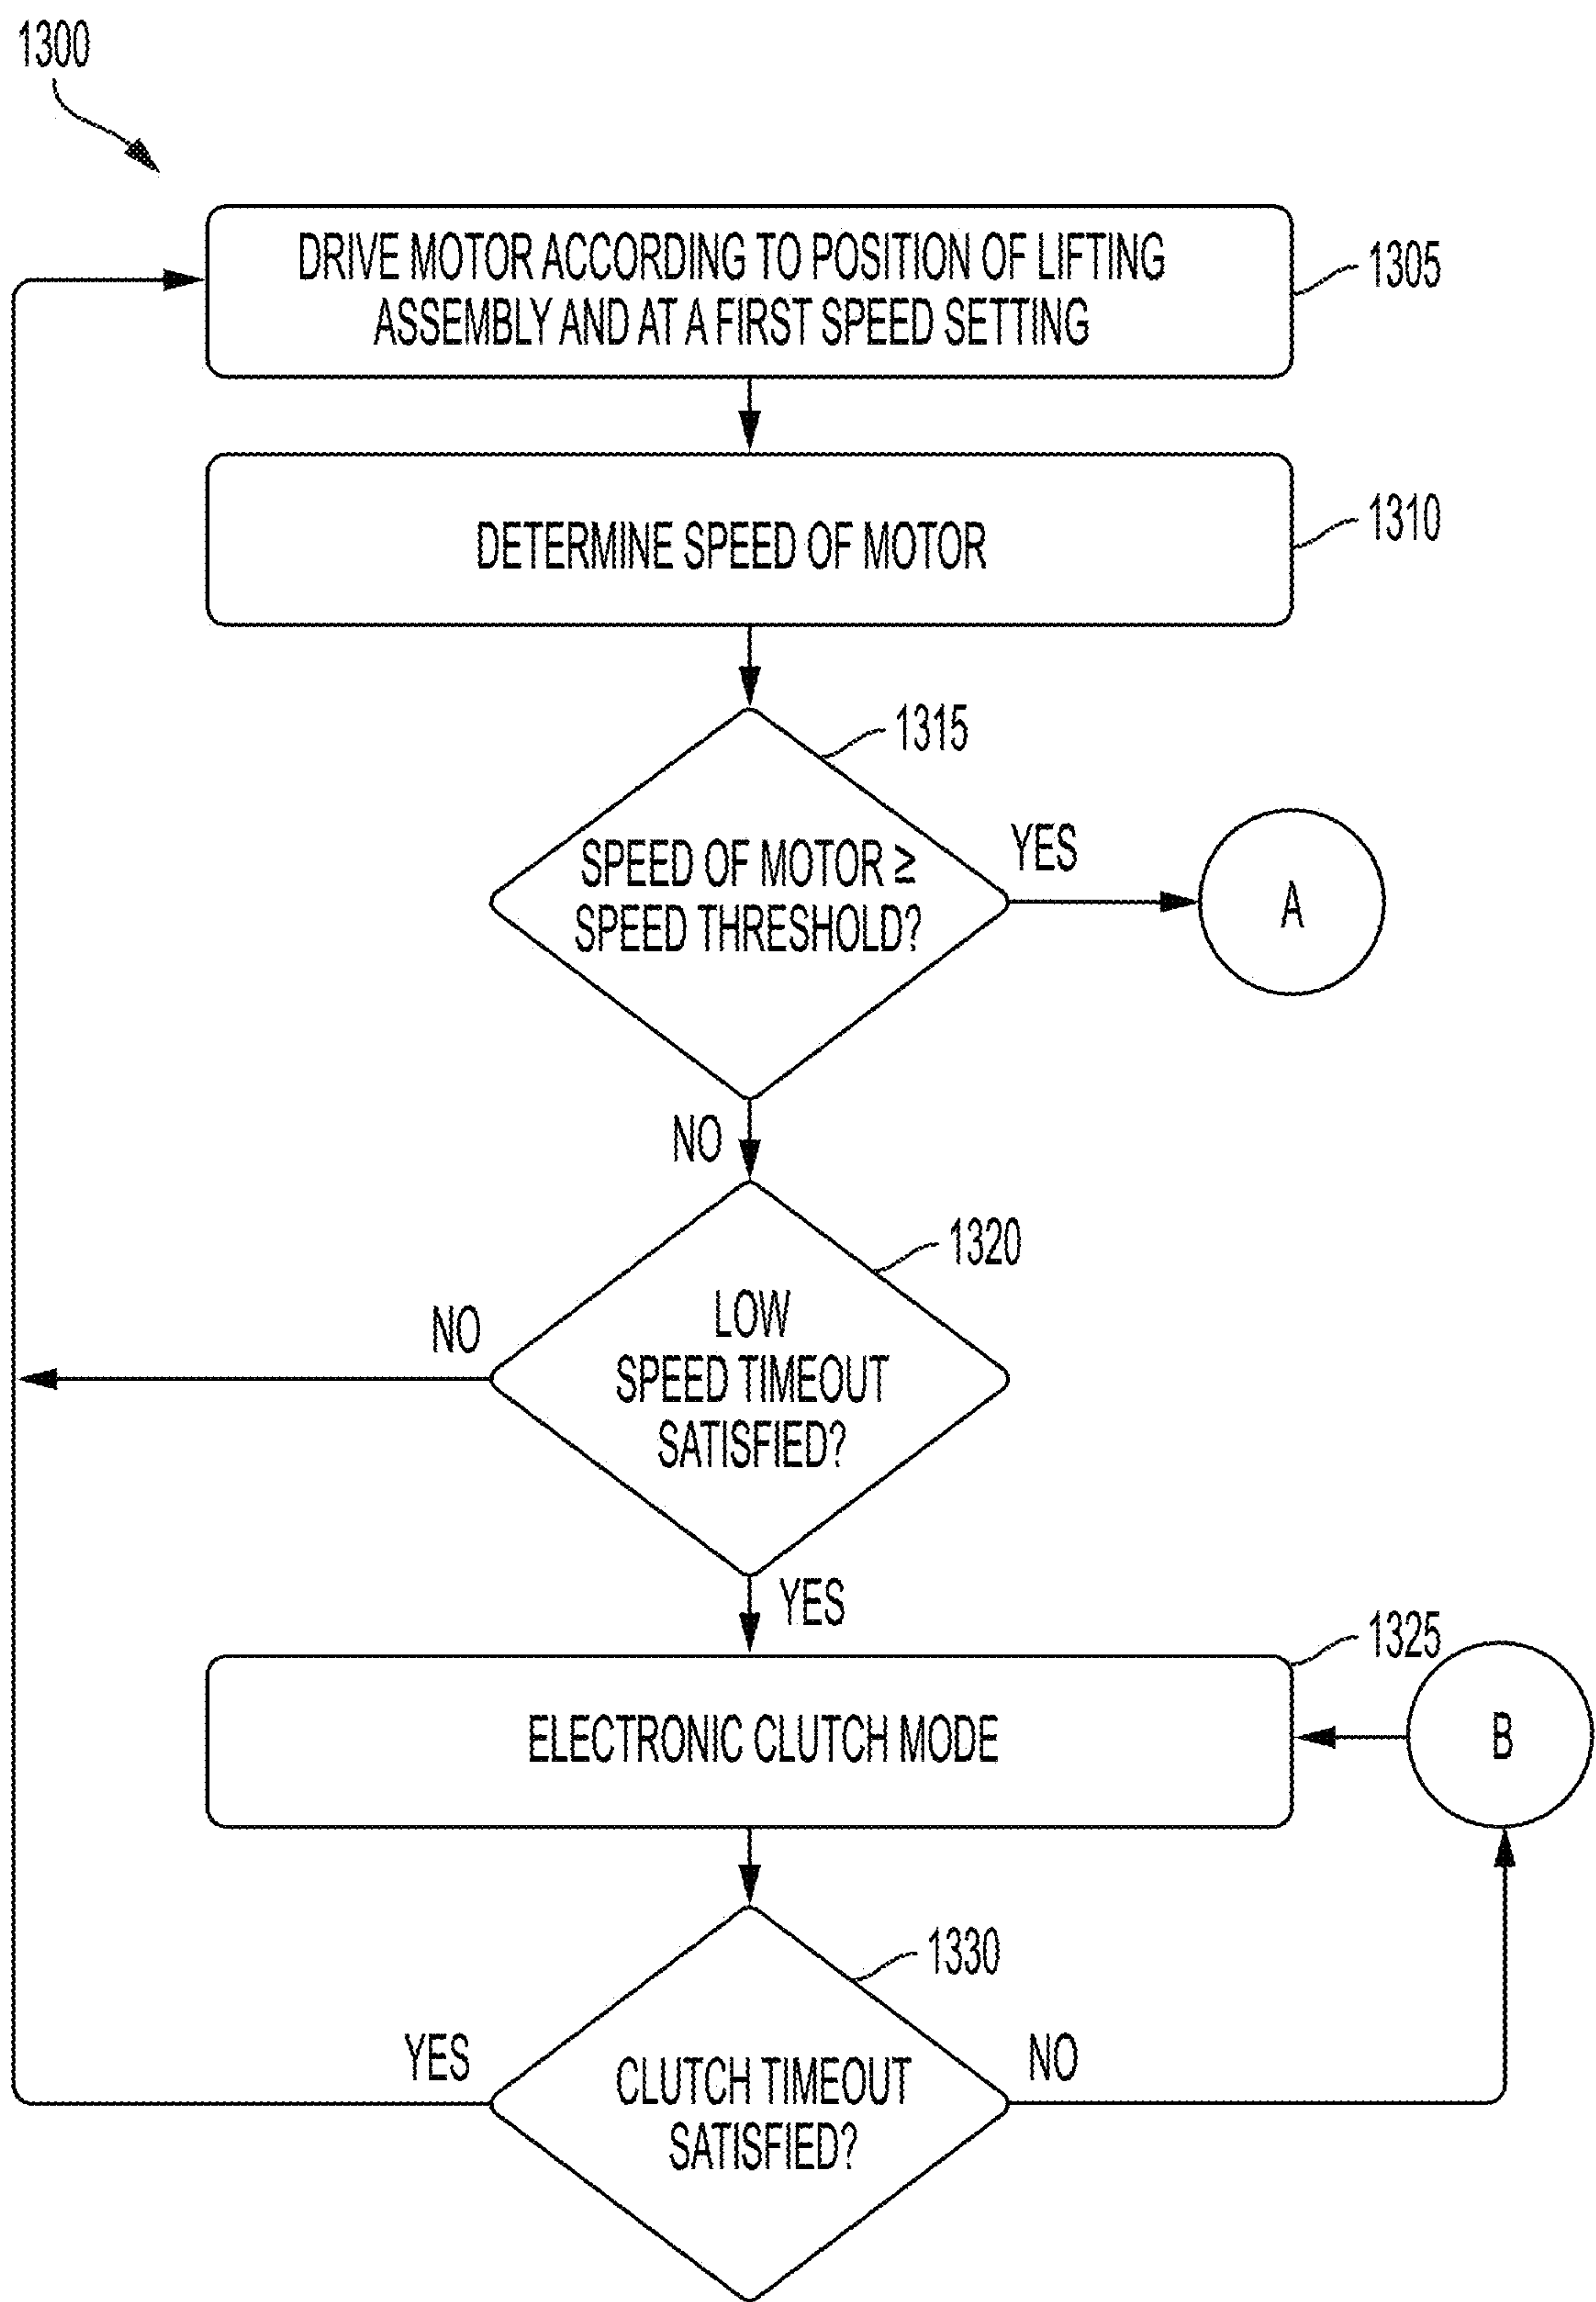 1300
DRIVE MOTOR ACCORDING TO POSITION OF LIFTING
ASSEMBLY AND AT A FIRST SPEED SETTING
1305
DETERMINE SPEED OF MOTOR
1310
1315
SPEED OF MOTOR ≥
SPEED THRESHOLD?
YES
A
NO
1320
LOW
SPEED TIMEOUT
SATISFIED?
NO
YES
1325
ELECTRONIC CLUTCH MODE
B
1330
CLUTCH TIMEOUT
SATISFIED?
YES
NO